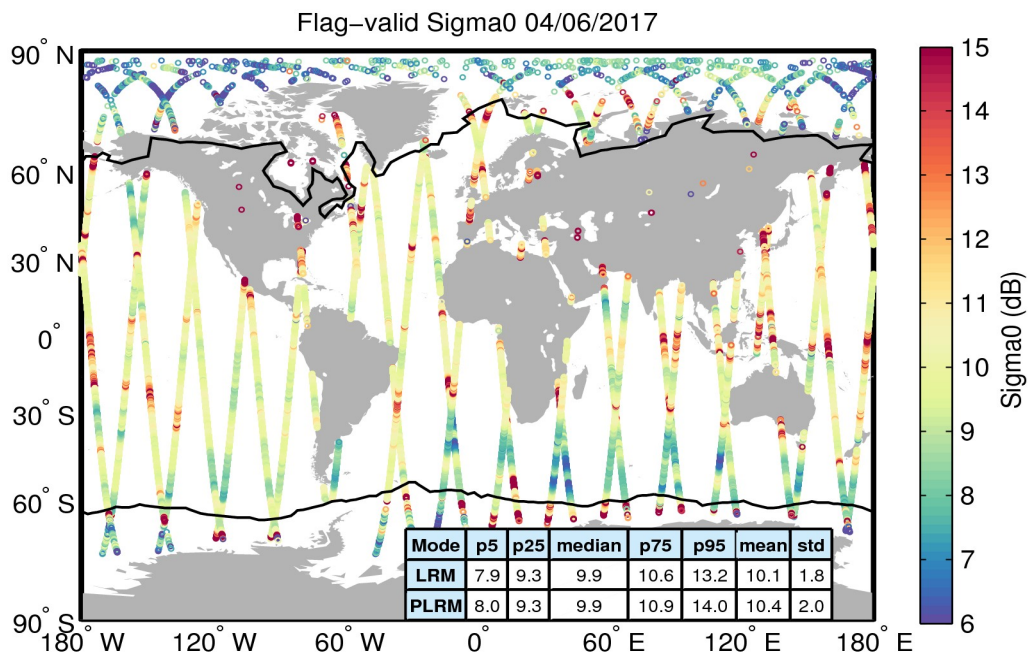 Flag-valid Sigma0 04/06/2017
90° N
60° N
30° N
0°
30° S
60° S
90° S
180° W
120° W
60° W
0°
60° E
120° E
180° E
15
14
13
12
11
10
9
8
7
6
Sigma0 (dB)
Mode p5 p25 median p75 p95 mean std
LRM 7.9 9.3 9.9 10.6 13.2 10.1 1.8
PLRM 8.0 9.3 9.9 10.9 14.0 10.4 2.0